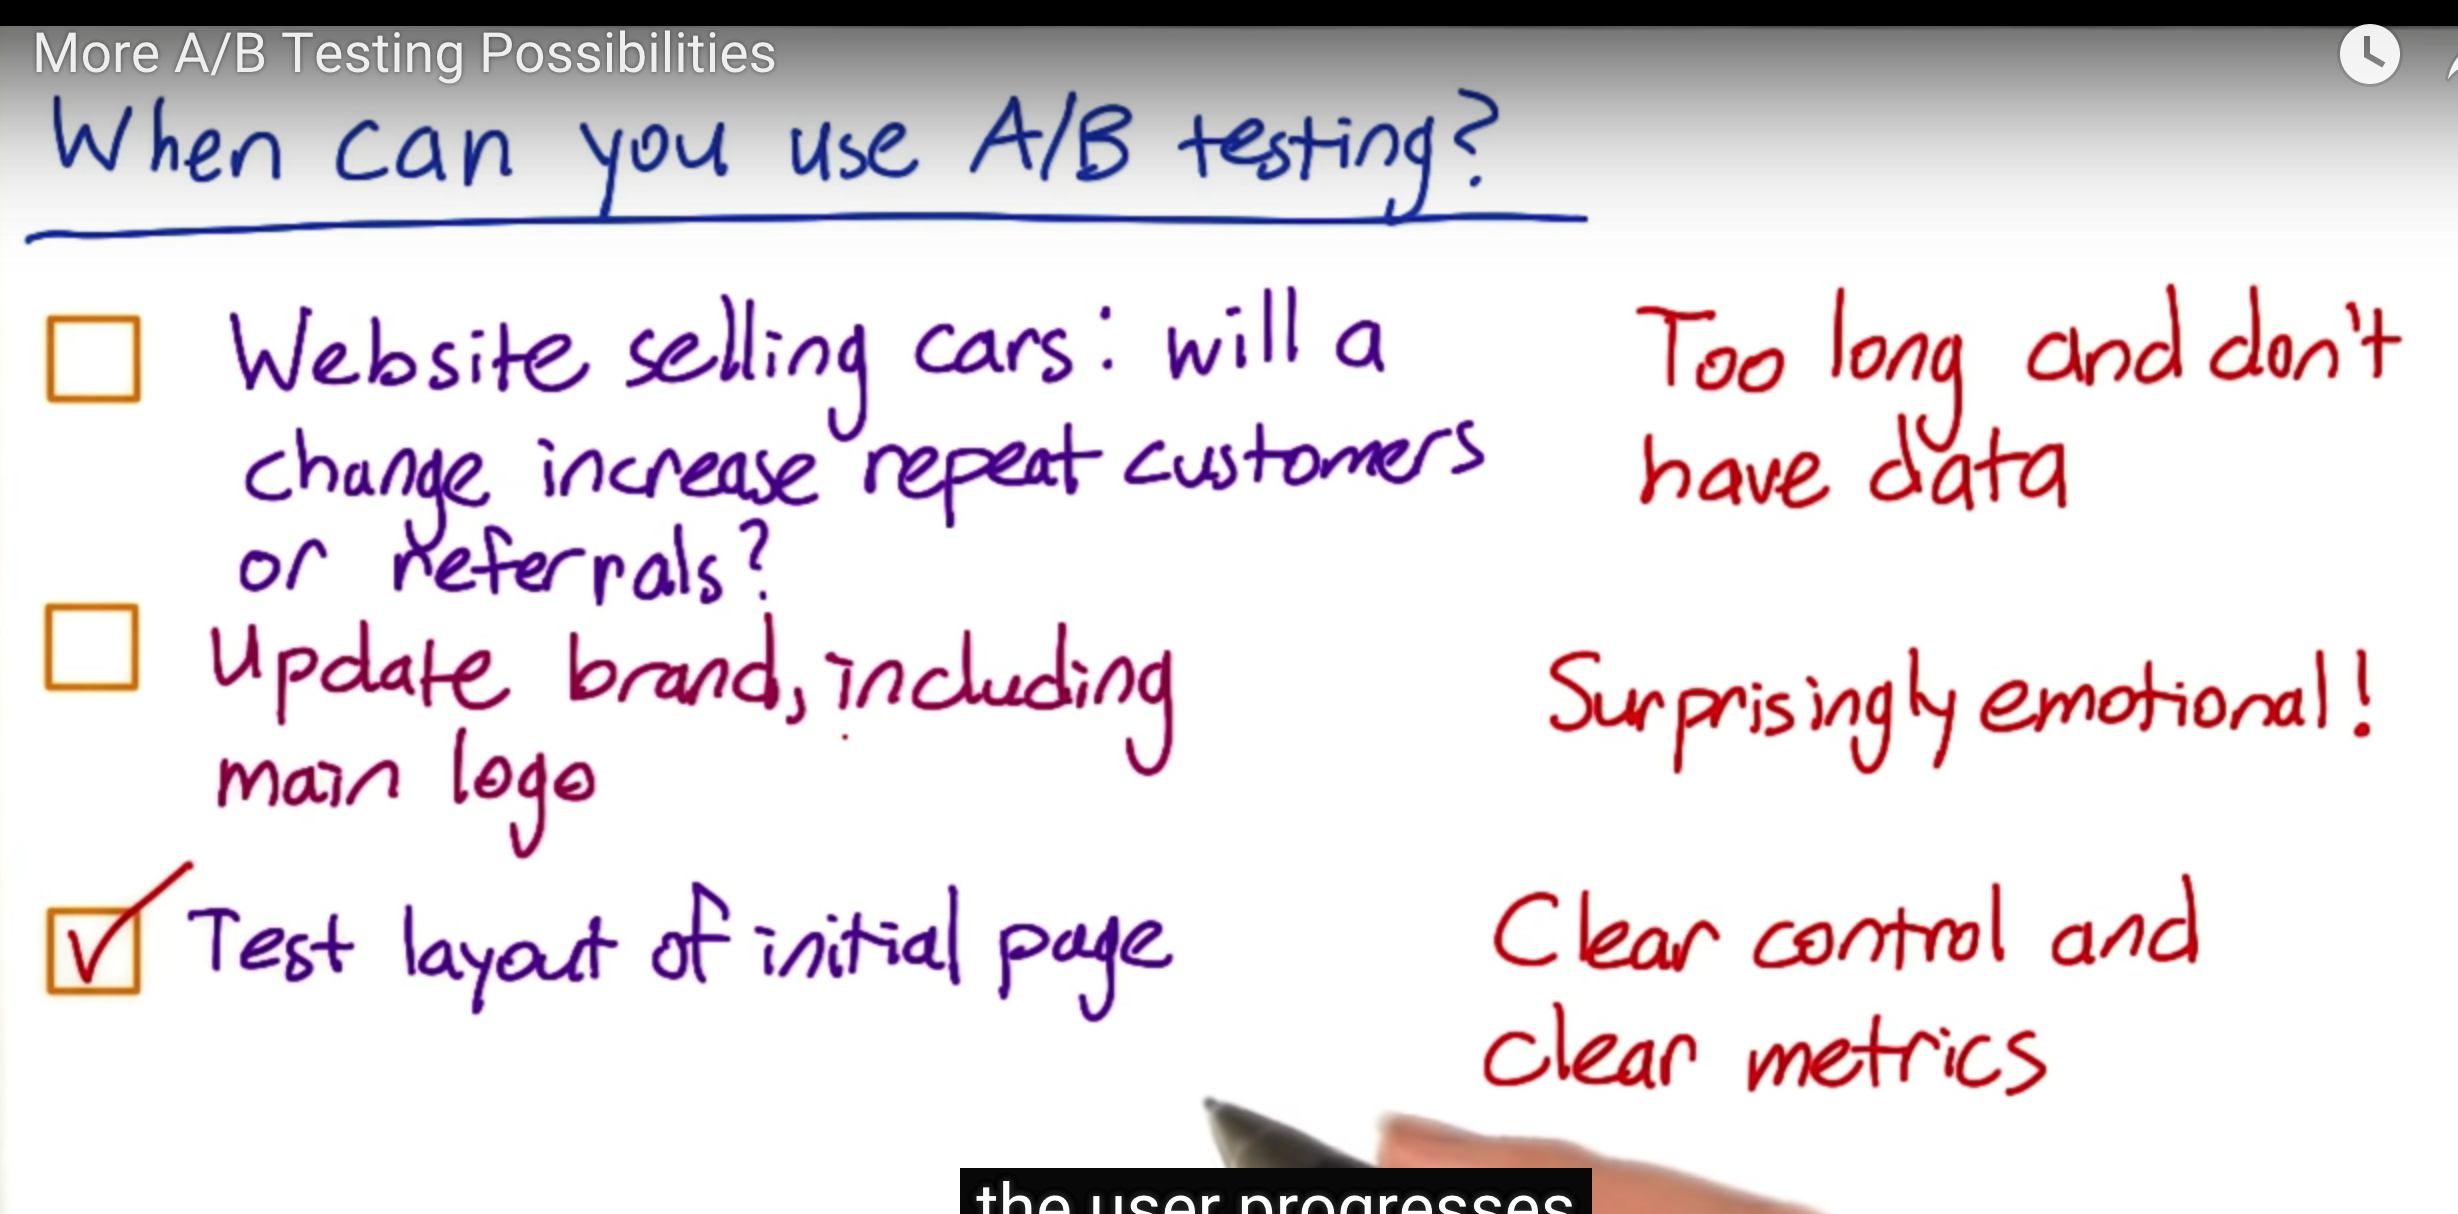 More A/B Testing Possibilities
When can you use A/B testing?
Website selling cars: will a
change increase repeat customers
or referrals?
Too long and don't
have data
Update brand, including
main logo
Surprisingly emotional!
Test layout of initial page
Clear control and
clear metrics
the user progresses